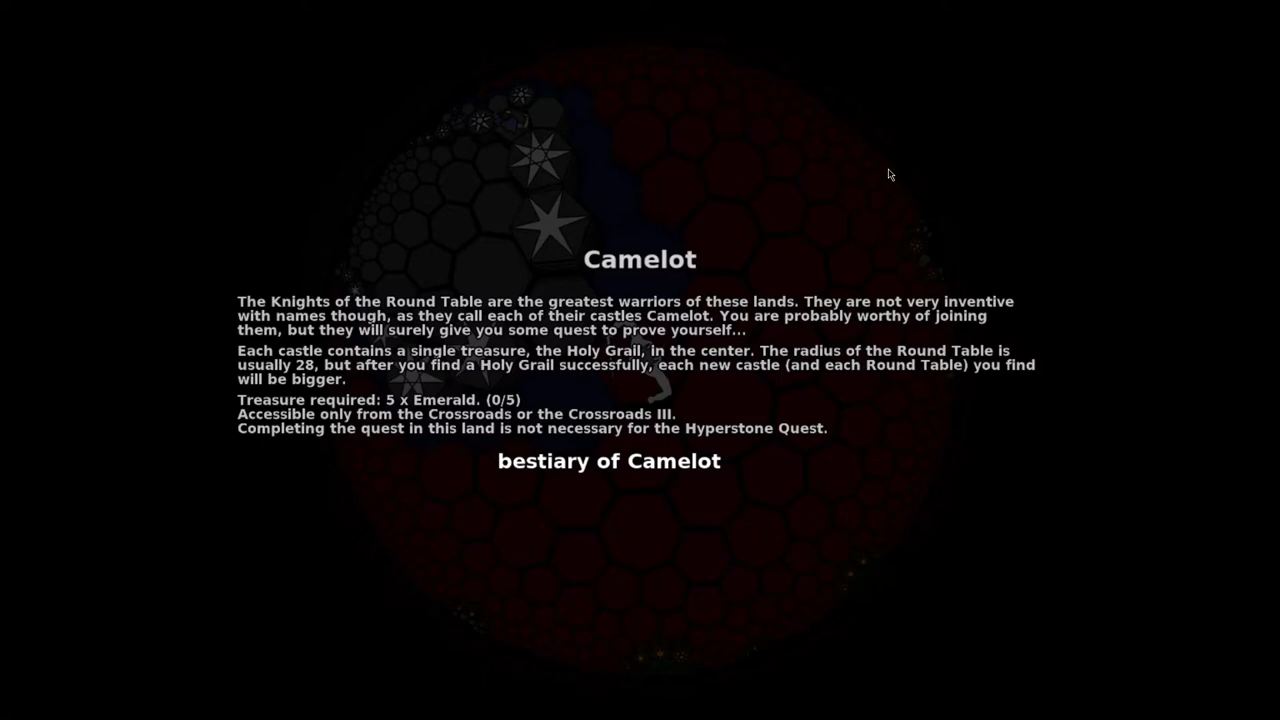 Camelot
The Knights of the Round Table are the greatest warriors of these lands. They are not very inventive
with names though, as they call each of their castles Camelot. You are probably worthy of joining
them, but they will surely give you some quest to prove yourself...
Each castle contains a single treasure, the Holy Grail, in the center. The radius of the Round Table is
usually 28, but after you find a Holy Grail successfully, each new castle (and each Round Table) you find
will be bigger.
Treasure required: 5 x Emerald. (0/5)
Accessible only from the Crossroads or the Crossroads III.
Completing the quest in this land is not necessary for the Hyperstone Quest.
bestiary of Camelot